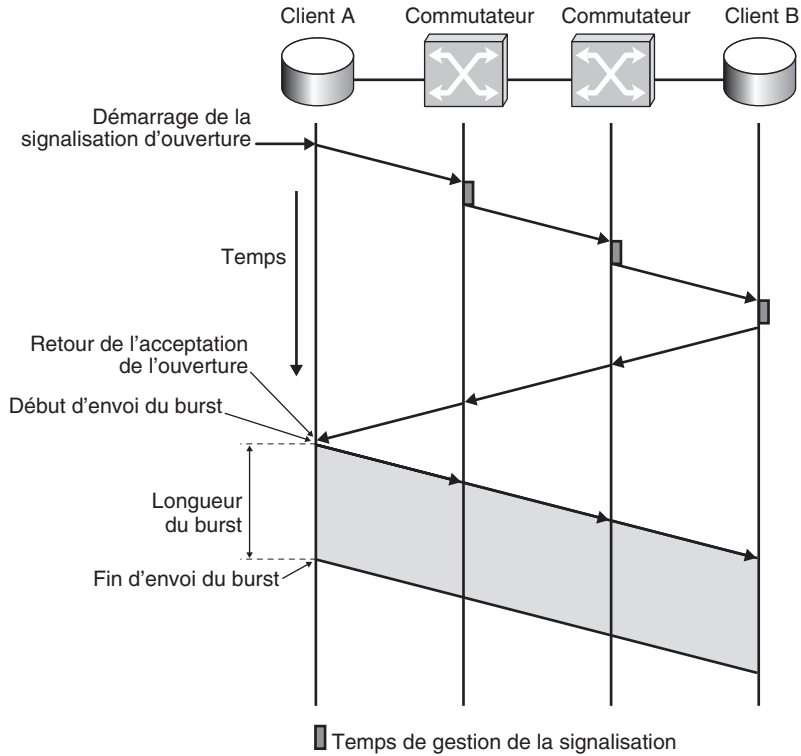 Client A
Commutateur
Commutateur
Client B
Démarrage de la
signalisation d’ouverture
Temps
Retour de l’acceptation
de l’ouverture
Début d’envoi du burst
Longueur
du burst
Fin d’envoi du burst
Temps de gestion de la signalisation